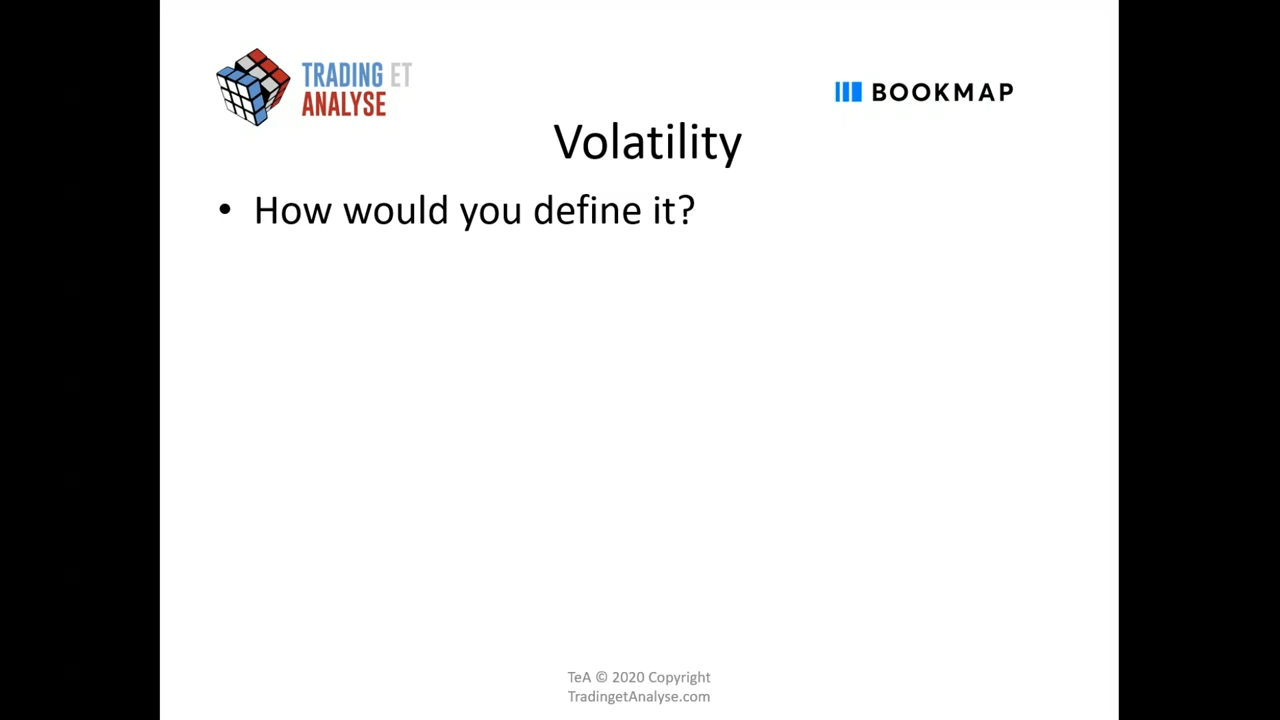 TRADING ET
ANALYSE
BOOKMAP
Volatility
• How would you define it?
TeA © 2020 Copyright
TradingetAnalyse.com